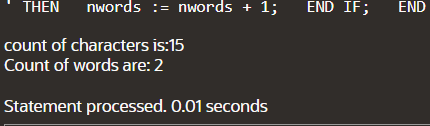 ' THEN   nwords := nwords + 1;   END IF;   END
count of characters is:15
Count of words are: 2
Statement processed. 0.01 seconds